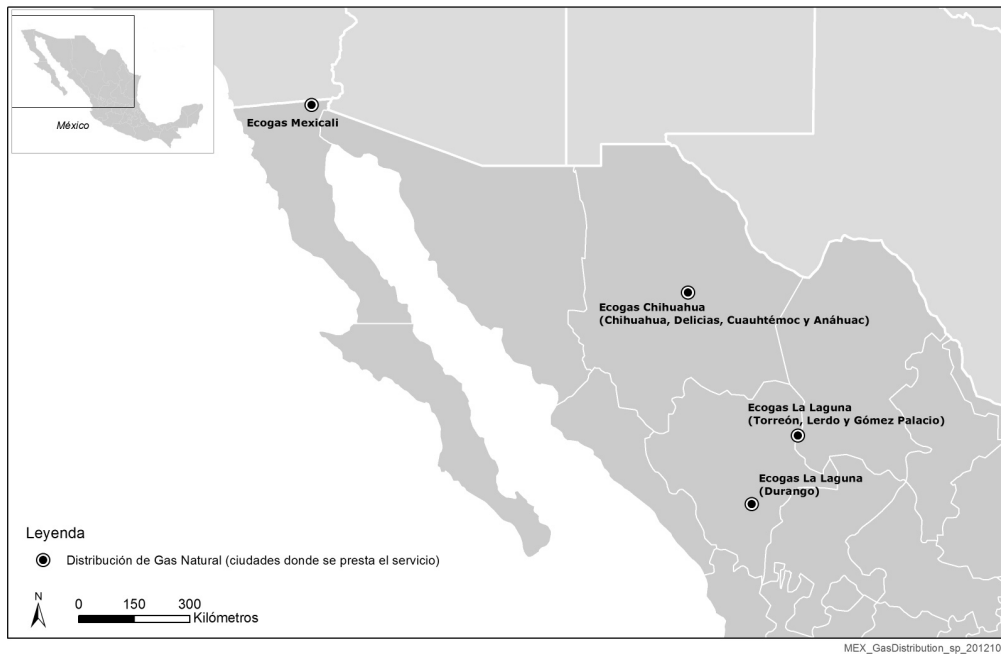 México
Ecogas Mexicali
Ecogas Chihuahua
(Chihuahua, Delicias, Cuauhtémoc y Anáhuac)
Ecogas La Laguna
(Torreón, Lerdo y Gómez Palacio)
Ecogas La Laguna
(Durango)
Leyenda
Distribución de Gas Natural (ciudades donde se presta el servicio)
N
0 150 300
Kilómetros
MEX_GasDistribution_sp_201210